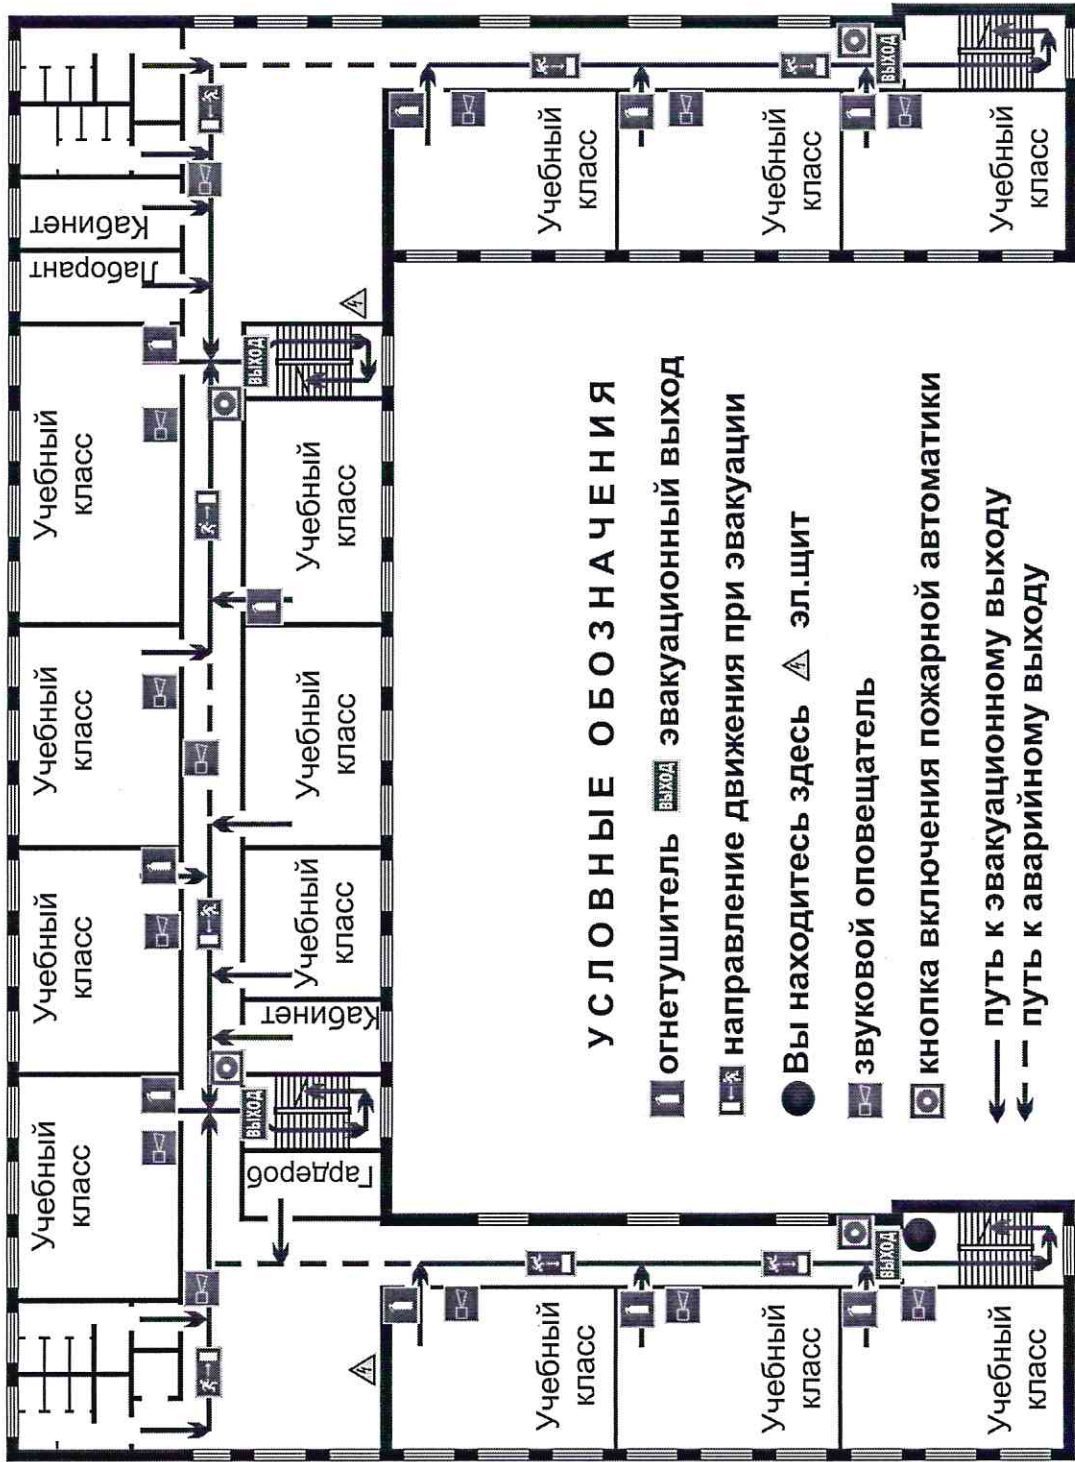 Учебный
класс
Учебный
класс
Учебный
класс
Учебный
класс
Лаборант
Кабинет
Гардероб
ВЫХОД
Кабинет
Учебный
класс
Учебный
класс
Учебный
класс
ВЫХОД
Учебный
класс
Учебный
класс
ВЫХОД
Учебный
класс
УСЛОВНЫЕ ОБОЗНАЧЕНИЯ
огнетушитель ВЫХОД эвакуационный выход
направление движения при эвакуации
Вы находитесь здесь эл.щит
звуковой оповещатель
кнопка включения пожарной автоматики
путь к эвакуационному выходу
путь к аварийному выходу
Учебный
класс
Учебный
класс
ВЫХОД
Учебный
класс